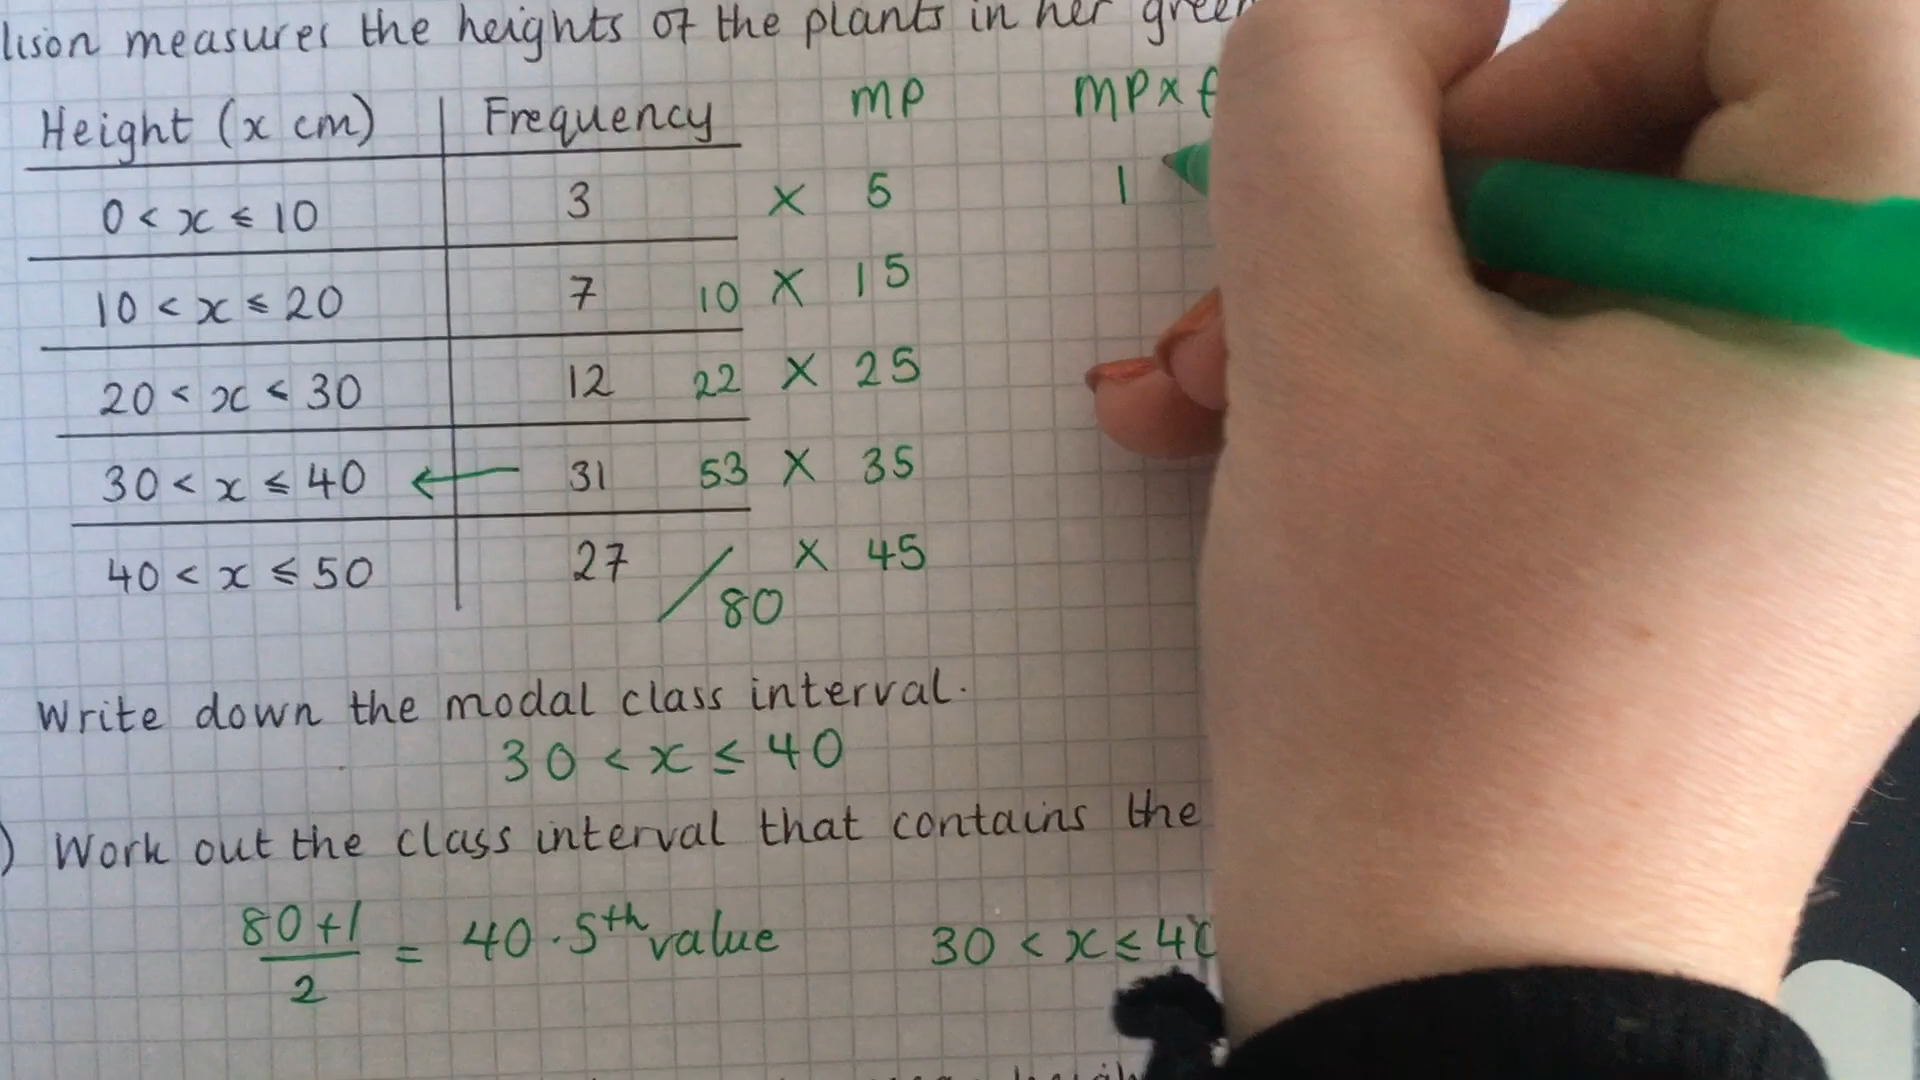 lison measures the heights of the plants in her
Height (x cm) Frequency mp mp x f
0 < x ≤ 10 3 x 5 1
10 < x ≤ 20 7 10 x 15
20 < x < 30 12 22 x 25
30 < x ≤ 40 ← 31 53 x 35
40 < x ≤ 50 27 / 80 x 45
Write down the modal class interval.
30 < x ≤ 40
) Work out the class interval that contains the
80+1
2
= 40.5th value 30 < x ≤ 40